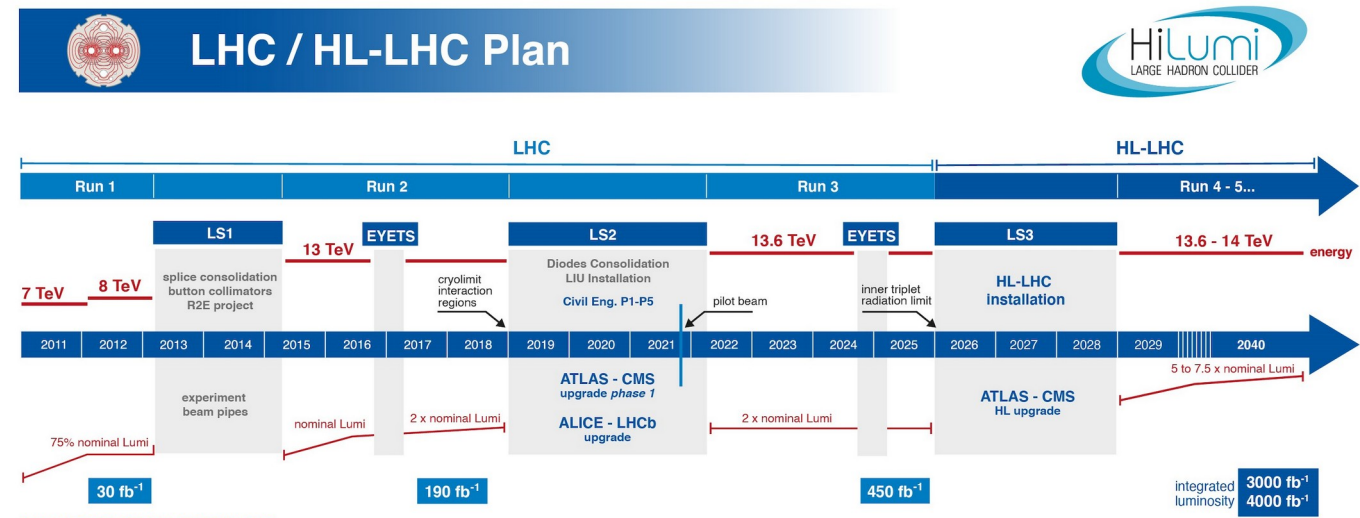 LHC / HL-LHC Plan
HiLumi
LARGE HADRON COLLIDER
LHC
HL-LHC
Run 1
Run 2
Run 3
Run 4 - 5...
LS1
EYETS
LS2
EYETS
LS3
13 TeV
13.6 TeV
13.6 - 14 TeV
energy
7 TeV
8 TeV
splice consolidation
button collimators
R2E project
cryolimit
interaction
regions
Diodes Consolidation
LIU Installation
Civil Eng. P1-P5
pilot beam
inner triplet
radiation limit
HL-LHC
installation
2011
2012
2013
2014
2015
2016
2017
2018
2019
2020
2021
2022
2023
2024
2025
2026
2027
2028
2029
2040
experiment
beam pipes
ATLAS - CMS
upgrade phase 1
ALICE - LHCb
upgrade
ATLAS - CMS
HL upgrade
5 to 7.5 x nominal Lumi
75% nominal Lumi
nominal Lumi
2 x nominal Lumi
2 x nominal Lumi
30 fb⁻¹
190 fb⁻¹
450 fb⁻¹
integrated
luminosity
3000 fb⁻¹
4000 fb⁻¹